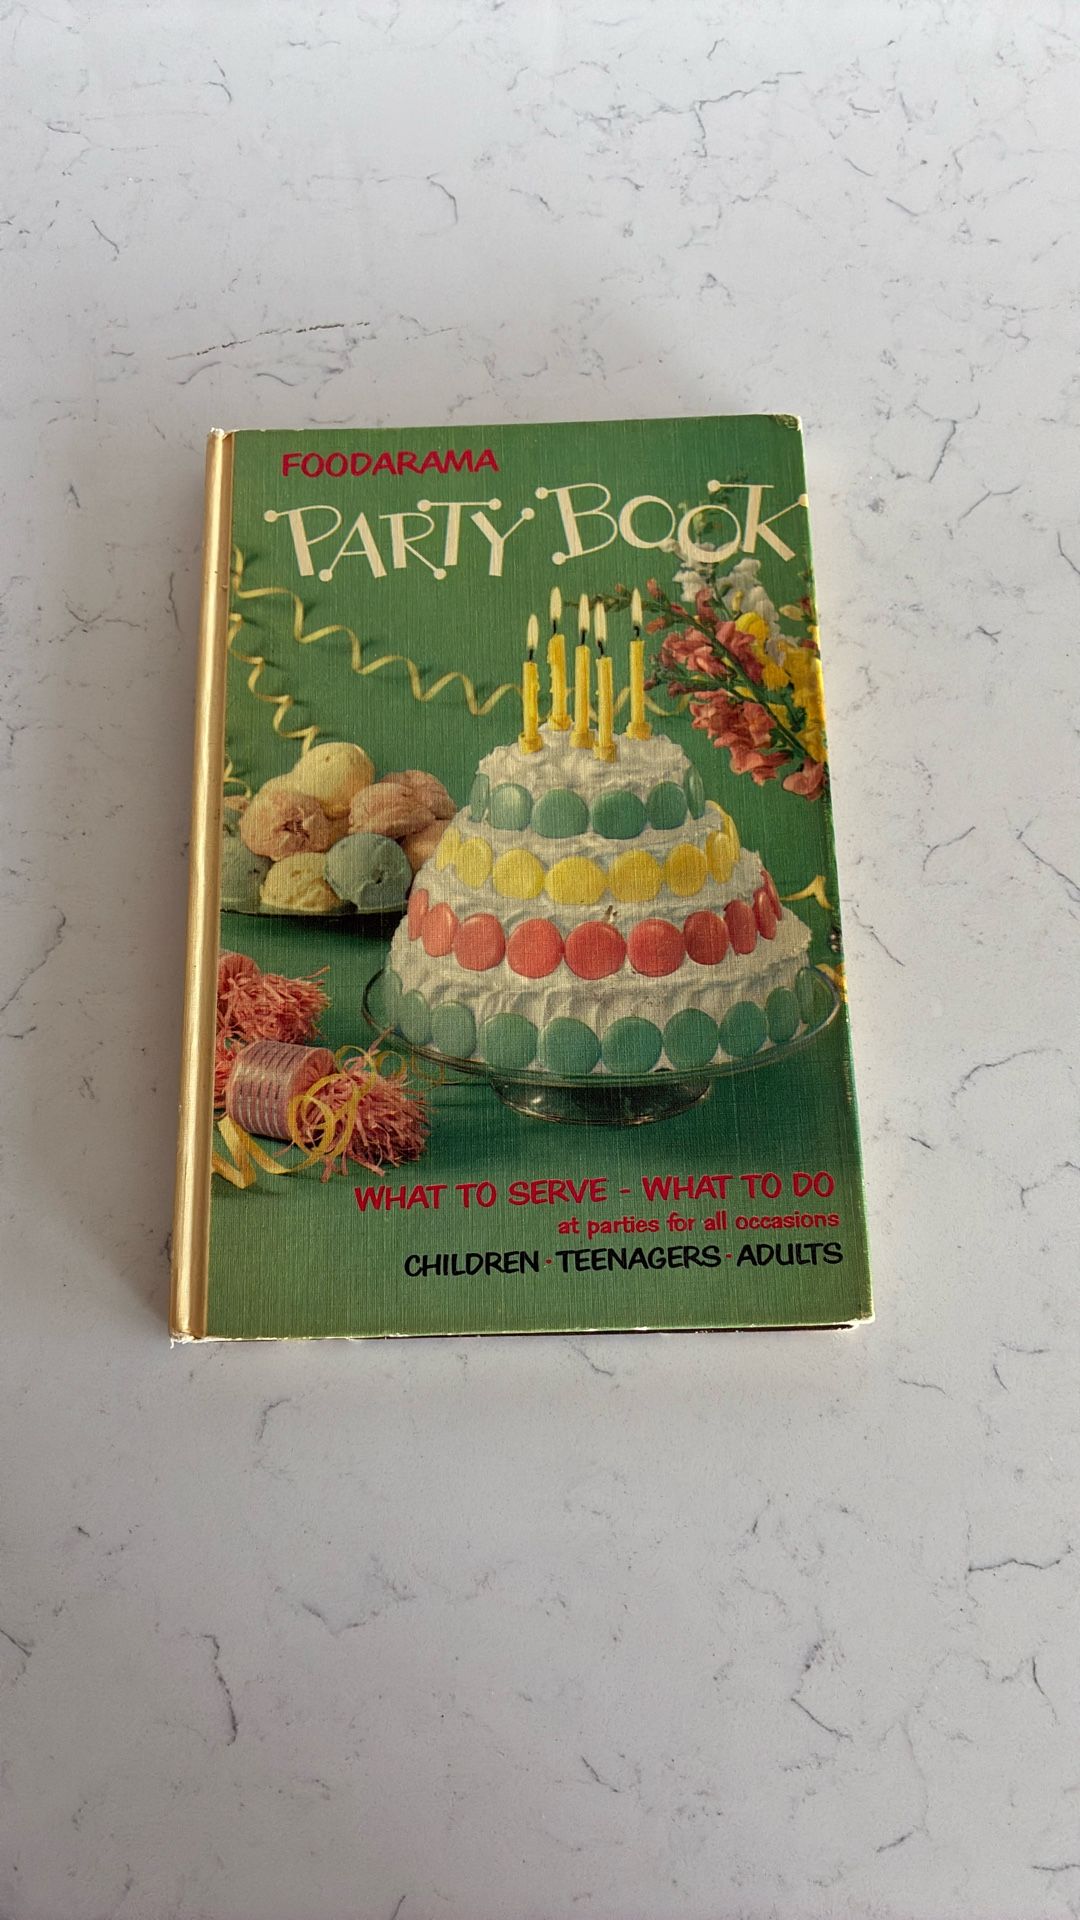 FOODARAMA
PARTY BOOK
WHAT TO SERVE - WHAT TO DO
at parties for all occasions
CHILDREN · TEENAGERS · ADULTS